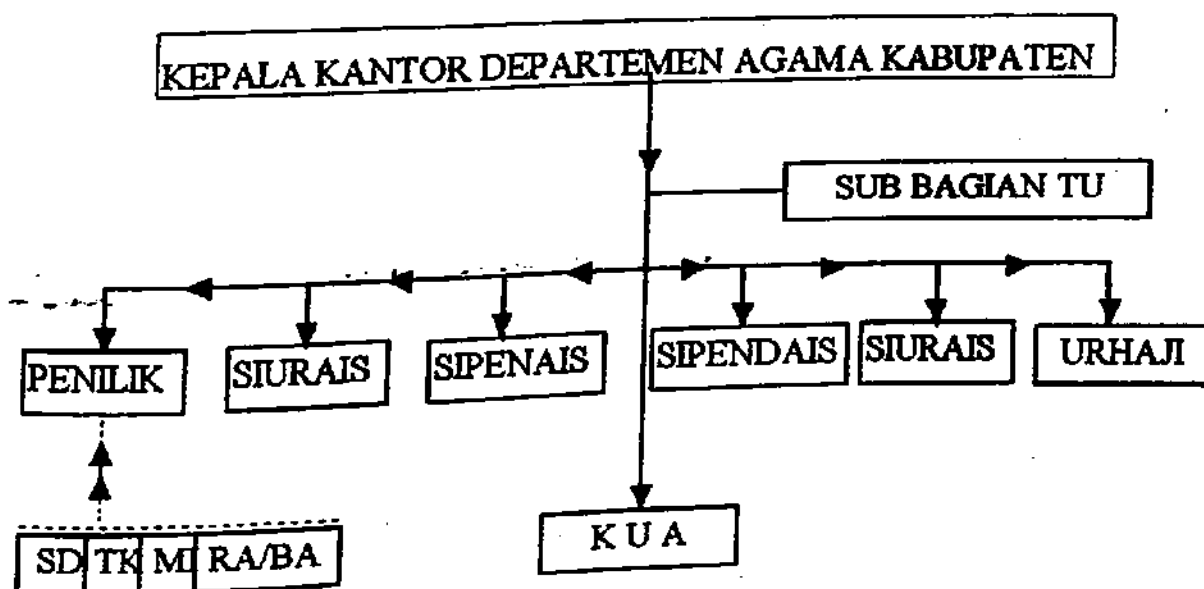 KEPALA KANTOR DEPARTEMEN AGAMA KABUPATEN
SUB BAGIAN TU
PENILIK SIURAIS SIPENAIS SIPENDAIS SIURAIS URHAJI
K U A
SD TK MI RA/BA